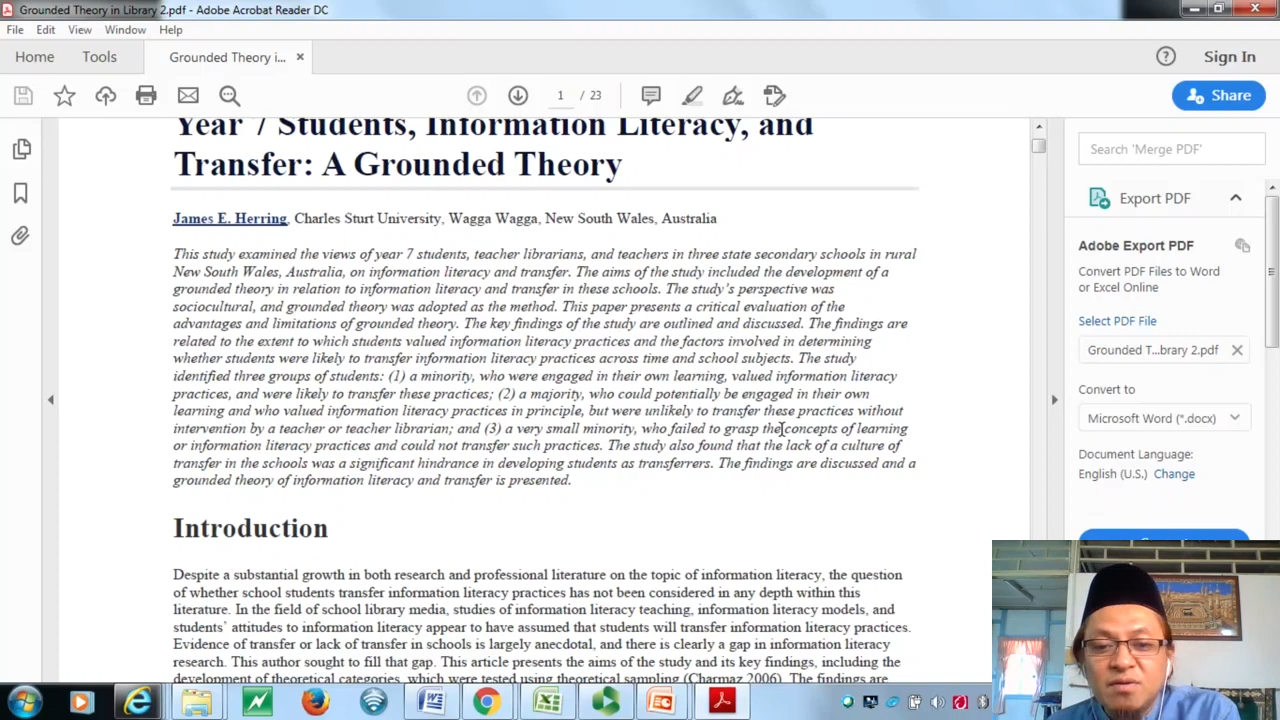 Grounded Theory in Library 2.pdf - Adobe Acrobat Reader DC
File Edit View Window Help
Home Tools Grounded Theory i... Sign In
1 / 23 Share
Year 7 Students, Information Literacy, and
Transfer: A Grounded Theory
James E. Herring, Charles Sturt University, Wagga Wagga, New South Wales, Australia
This study examined the views of year 7 students, teacher librarians, and teachers in three state secondary schools in rural
New South Wales, Australia, on information literacy and transfer. The aims of the study included the development of a
grounded theory in relation to information literacy and transfer in these schools. The study's perspective was
sociocultural, and grounded theory was adopted as the method. This paper presents a critical evaluation of the
advantages and limitations of grounded theory. The key findings of the study are outlined and discussed. The findings are
related to the extent to which students valued information literacy practices and the factors involved in determining
whether students were likely to transfer information literacy practices across time and school subjects. The study
identified three groups of students: (1) a minority, who were engaged in their own learning, valued information literacy
practices, and were likely to transfer these practices; (2) a majority, who could potentially be engaged in their own
learning and who valued information literacy practices in principle, but were unlikely to transfer these practices without
intervention by a teacher or teacher librarian; and (3) a very small minority, who failed to grasp the concepts of learning
or information literacy practices and could not transfer such practices. The study also found that the lack of a culture of
transfer in the schools was a significant hindrance in developing students as transferrers. The findings are discussed and a
grounded theory of information literacy and transfer is presented.
Introduction
Despite a substantial growth in both research and professional literature on the topic of information literacy, the question
of whether school students transfer information literacy practices has not been considered in any depth within this
literature. In the field of school library media, studies of information literacy teaching, information literacy models, and
students' attitudes to information literacy appear to have assumed that students will transfer information literacy practices.
Evidence of transfer or lack of transfer in schools is largely anecdotal, and there is clearly a gap in information literacy
research. This author sought to fill that gap. This article presents the aims of the study and its key findings, including the
development of theoretical categories, which were tested using theoretical sampling (Charmaz 2006). The findings are
Search 'Merge PDF'
Export PDF
Adobe Export PDF
Convert PDF Files to Word
or Excel Online
Select PDF File
Grounded T...brary 2.pdf
Convert to
Microsoft Word (*.docx)
Document Language:
English (U.S.) Change